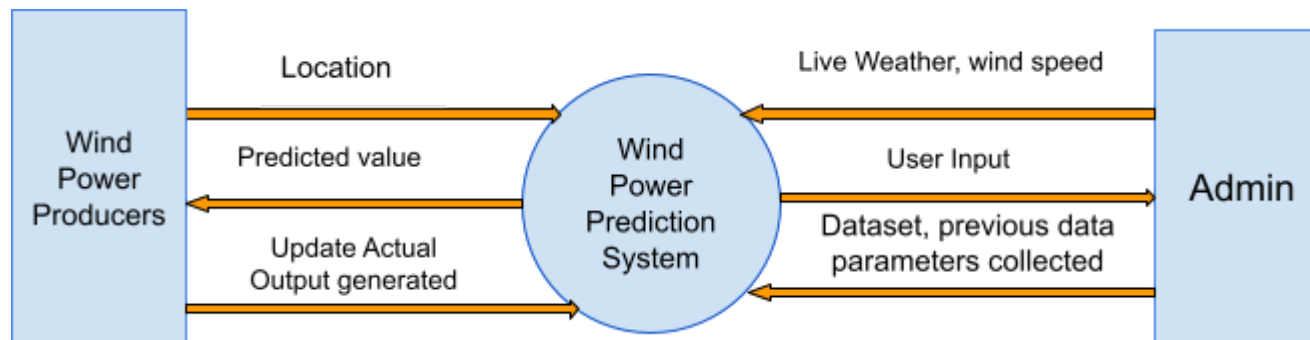 Wind
Power
Producers
Location
Predicted value
Update Actual
Output generated
Wind
Power
Prediction
System
Live Weather, wind speed
User Input
Dataset, previous data
parameters collected
Admin